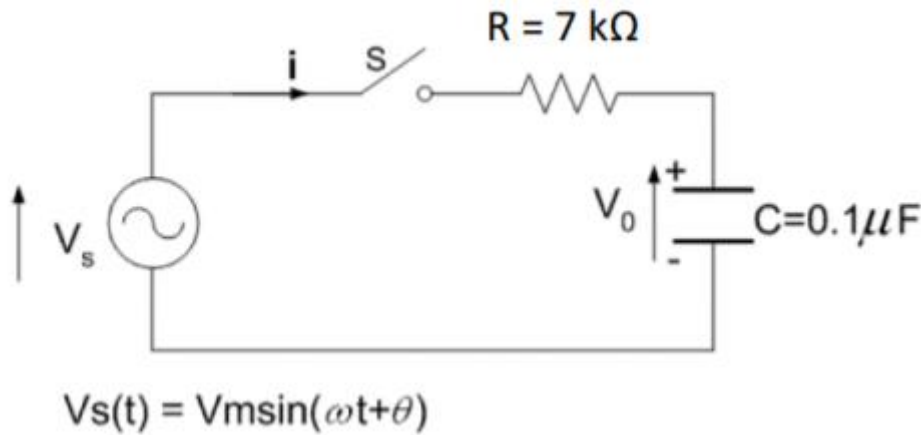 R = 7 kΩ
i
S
Vs
V0
+
-
C=0.1μF
Vs(t) = Vmsin(ωt+θ)